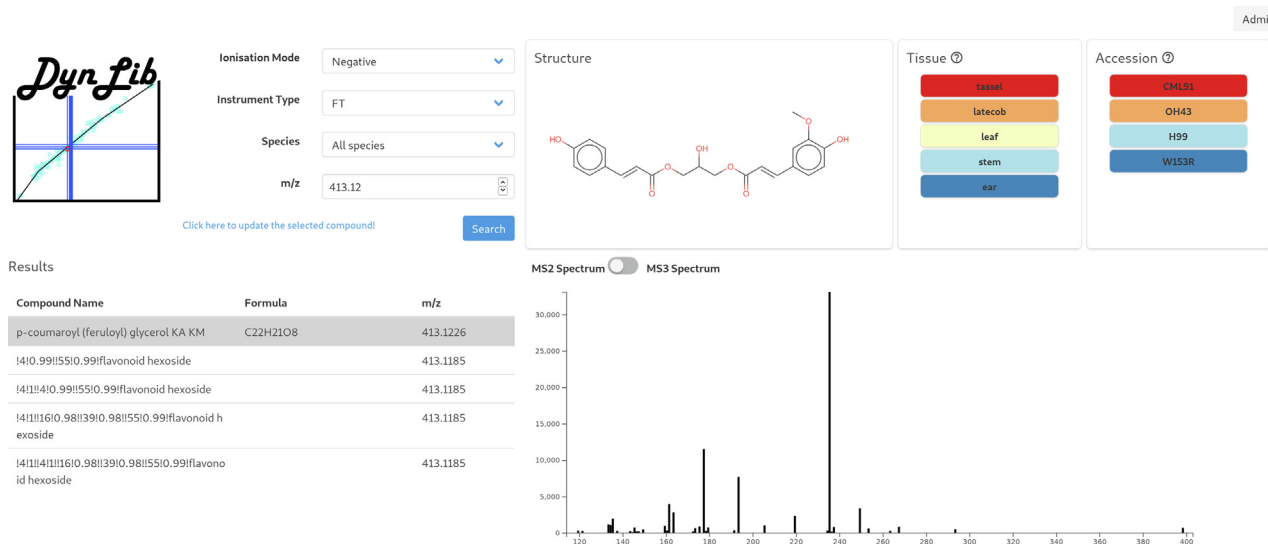 Admi
Dyn Lib
Ionisation Mode
Negative
Instrument Type
FT
Species
All species
m/z
413.12
Click here to update the selected compound!
Search
Structure
HO
O
O
OH
O
O
O
OH
Tissue
tassel
latecob
leaf
stem
ear
Accession
CML91
OH43
H99
W153R
Results
Compound Name Formula m/z
p-coumaroyl (feruloyl) glycerol KA KM C22H21O8 413.1226
!4!0.99!!55!0.99!flavonoid hexoside 413.1185
!4!1!!4!0.99!!55!0.99!flavonoid hexoside 413.1185
!4!1!!16!0.98!!39!0.98!!55!0.99!flavonoid h 413.1185
exoside
!4!1!!4!1!!16!0.98!!39!0.98!!55!0.99!flavono 413.1185
id hexoside
MS2 Spectrum MS3 Spectrum
30,000
25,000
20,000
15,000
10,000
5,000
0
120 140 160 180 200 220 240 260 280 300 320 340 360 380 400